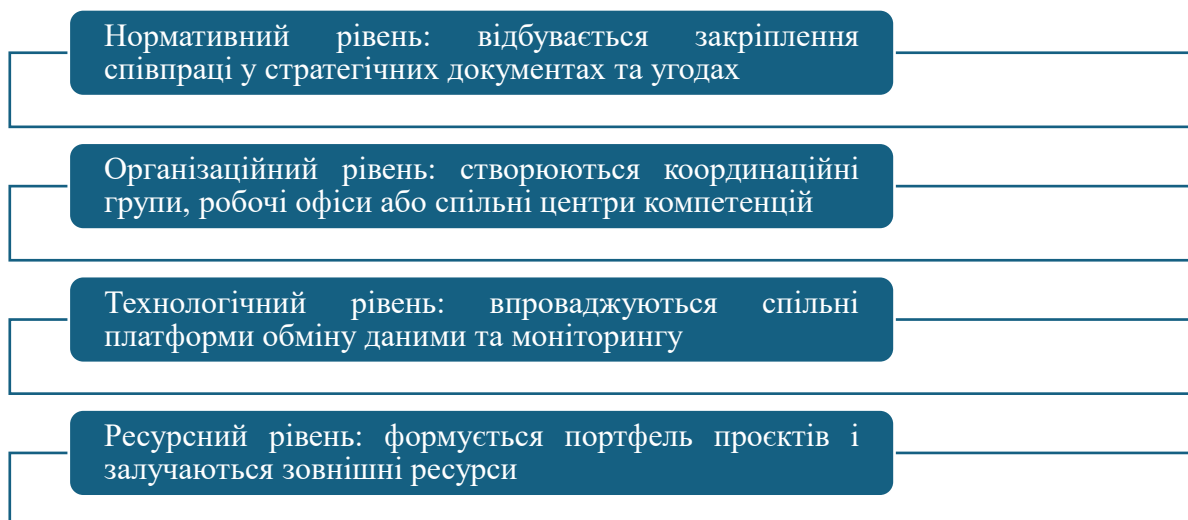 Нормативний рівень: відбувається закріплення
співпраці у стратегічних документах та угодах
Організаційний рівень: створюються координаційні
групи, робочі офіси або спільні центри компетенцій
Технологічний рівень: впроваджуються спільні
платформи обміну даними та моніторингу
Ресурсний рівень: формується портфель проєктів і
залучаються зовнішні ресурси